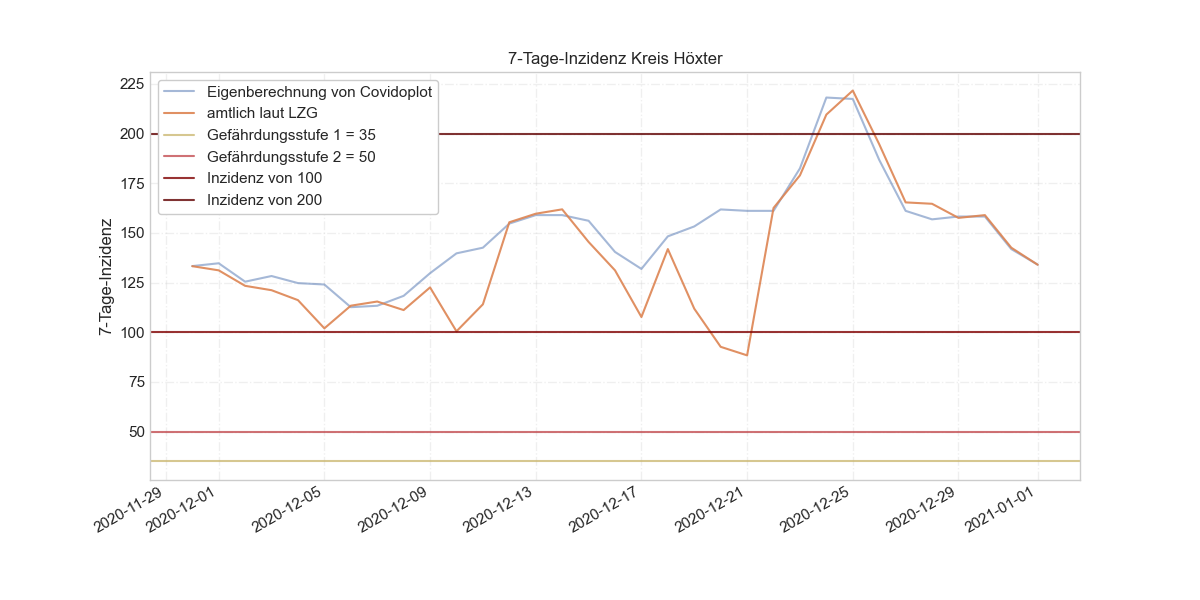 7-Tage-Inzidenz Kreis Höxter
Eigenberechnung von Covidoplot
amtlich laut LZG
Gefährdungsstufe 1 = 35
Gefährdungsstufe 2 = 50
Inzidenz von 100
Inzidenz von 200
7-Tage-Inzidenz
225
200
175
150
125
100
75
50
2020-11-29
2020-12-01
2020-12-05
2020-12-09
2020-12-13
2020-12-17
2020-12-21
2020-12-25
2020-12-29
2021-01-01